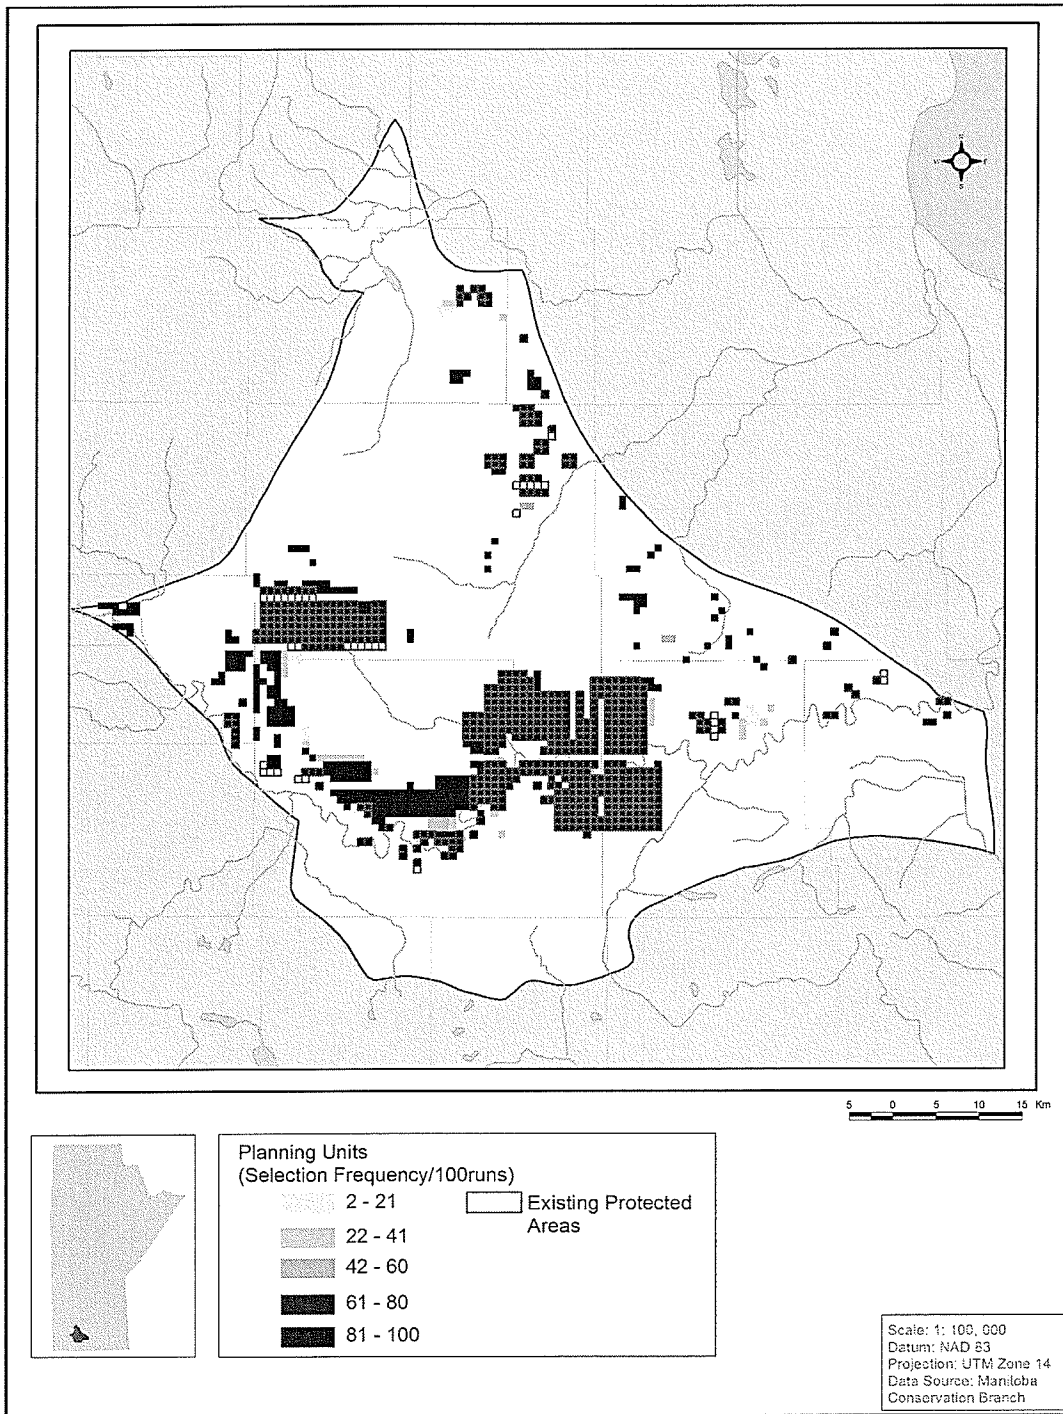 N
W
E
S
5 0 5 10 15 Km
Planning Units
(Selection Frequency/100runs)
2 - 21
22 - 41
42 - 60
61 - 80
81 - 100
Existing Protected
Areas
Scale: 1: 100, 000
Datum: NAD 83
Projection: UTM Zone 14
Data Source: Manitoba
Conservation Branch